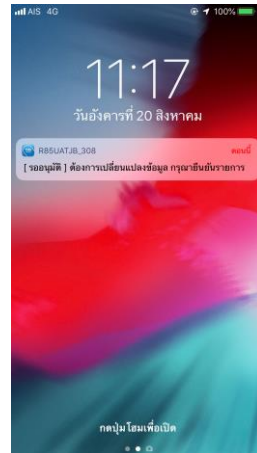 AIS 4G 100%
11:17
วันอังคารที่ 20 สิงหาคม
R85UATJB_308 ตอนนี้
[ รออนุมัติ ] ต้องการเปลี่ยนแปลงข้อมูล กรุณายืนยันรายการ
กดปุ่มโฮมเพื่อเปิด